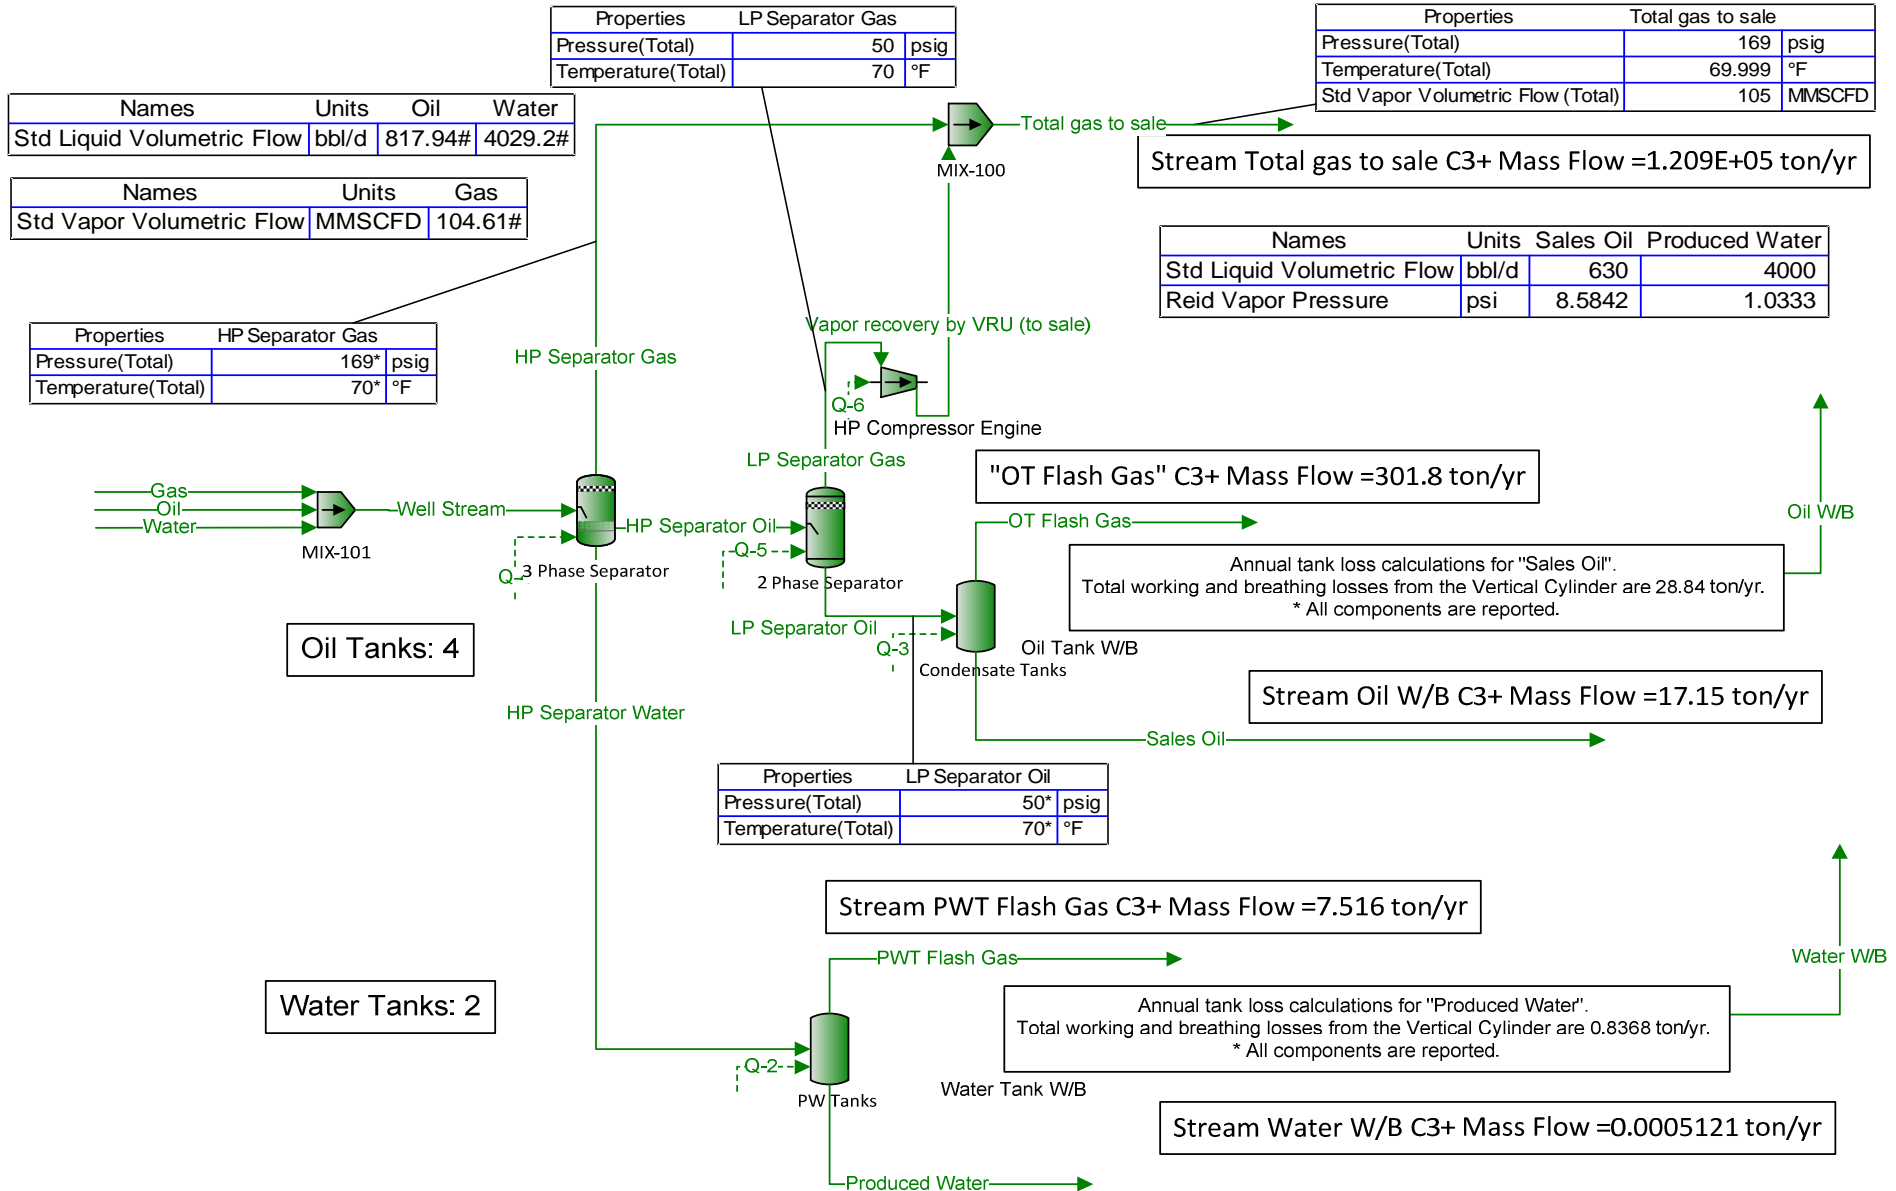 Properties LP Separator Gas
Pressure(Total) 50 psig
Temperature(Total) 70 °F
Properties Total gas to sale
Pressure(Total) 169 psig
Temperature(Total) 69.999 °F
Std Vapor Volumetric Flow (Total) 105 MMSCFD
Names Units Oil Water
Std Liquid Volumetric Flow bbl/d 817.94# 4029.2#
Total gas to sale
MIX-100
Stream Total gas to sale C3+ Mass Flow =1.209E+05 ton/yr
Names Units Gas
Std Vapor Volumetric Flow MMSCFD 104.61#
Names Units Sales Oil Produced Water
Std Liquid Volumetric Flow bbl/d 630 4000
Reid Vapor Pressure psi 8.5842 1.0333
Properties HP Separator Gas
Pressure(Total) 169* psig
Temperature(Total) 70* °F
Vapor recovery by VRU (to sale)
HP Separator Gas
Q-6
HP Compressor Engine
LP Separator Gas
"OT Flash Gas" C3+ Mass Flow =301.8 ton/yr
Gas
Oil
Water
MIX-101
Well Stream
HP Separator Oil
Q-5
OT Flash Gas
Oil W/B
Q-
3 Phase Separator
2 Phase Separator
Annual tank loss calculations for "Sales Oil".
Total working and breathing losses from the Vertical Cylinder are 28.84 ton/yr.
* All components are reported.
Oil Tanks: 4
LP Separator Oil
Q-3
Oil Tank W/B
Condensate Tanks
Stream Oil W/B C3+ Mass Flow =17.15 ton/yr
HP Separator Water
Sales Oil
Properties LP Separator Oil
Pressure(Total) 50* psig
Temperature(Total) 70* °F
Stream PWT Flash Gas C3+ Mass Flow =7.516 ton/yr
PWT Flash Gas
Water W/B
Water Tanks: 2
Annual tank loss calculations for "Produced Water".
Total working and breathing losses from the Vertical Cylinder are 0.8368 ton/yr.
* All components are reported.
Q-2
Water Tank W/B
PW Tanks
Stream Water W/B C3+ Mass Flow =0.0005121 ton/yr
Produced Water